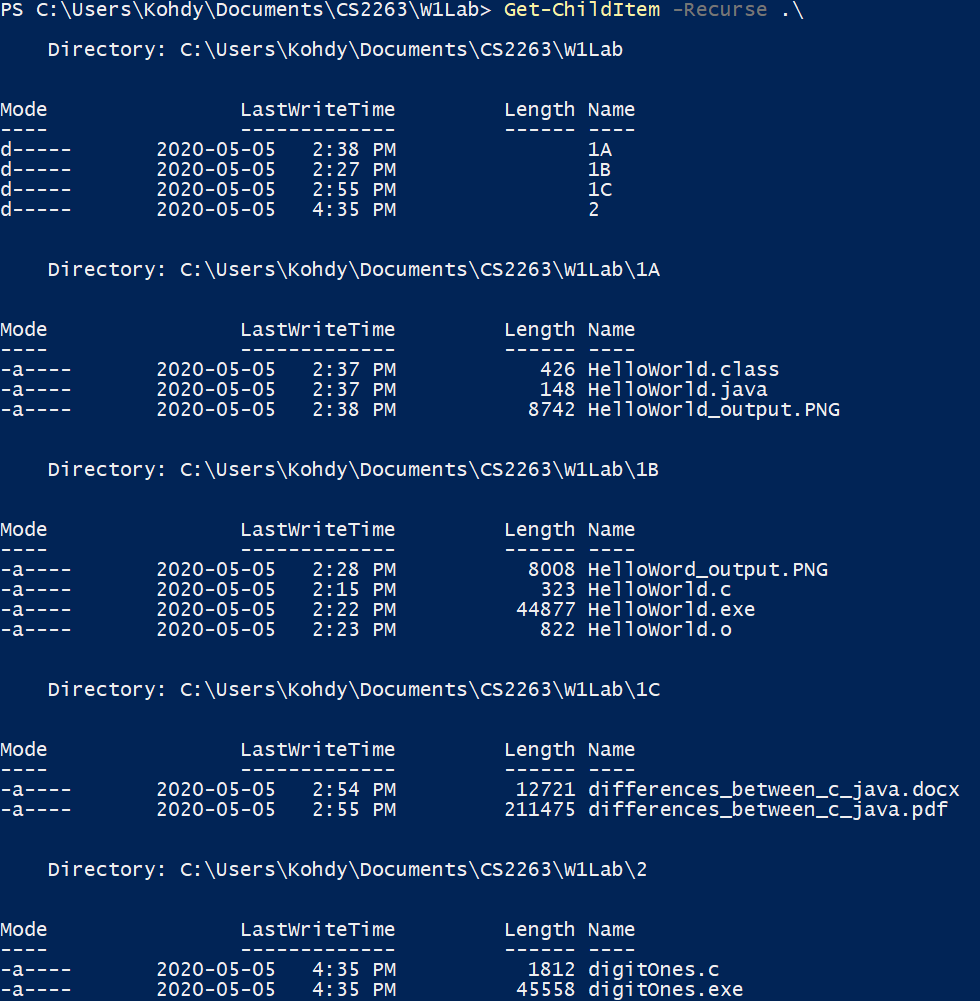 PS C:\Users\Kohdy\Documents\CS2263\W1Lab> Get-ChildItem -Recurse .\
Directory: C:\Users\Kohdy\Documents\CS2263\W1Lab
Mode LastWriteTime Length Name
---- ------------- ------ ----
d----- 2020-05-05 2:38 PM 1A
d----- 2020-05-05 2:27 PM 1B
d----- 2020-05-05 2:55 PM 1C
d----- 2020-05-05 4:35 PM 2
Directory: C:\Users\Kohdy\Documents\CS2263\W1Lab\1A
Mode LastWriteTime Length Name
---- ------------- ------ ----
-a---- 2020-05-05 2:37 PM 426 HelloWorld.class
-a---- 2020-05-05 2:37 PM 148 HelloWorld.java
-a---- 2020-05-05 2:38 PM 8742 HelloWorld_output.PNG
Directory: C:\Users\Kohdy\Documents\CS2263\W1Lab\1B
Mode LastWriteTime Length Name
---- ------------- ------ ----
-a---- 2020-05-05 2:28 PM 8008 HelloWord_output.PNG
-a---- 2020-05-05 2:15 PM 323 HelloWorld.c
-a---- 2020-05-05 2:22 PM 44877 HelloWorld.exe
-a---- 2020-05-05 2:23 PM 822 HelloWorld.o
Directory: C:\Users\Kohdy\Documents\CS2263\W1Lab\1C
Mode LastWriteTime Length Name
---- ------------- ------ ----
-a---- 2020-05-05 2:54 PM 12721 differences_between_c_java.docx
-a---- 2020-05-05 2:55 PM 211475 differences_between_c_java.pdf
Directory: C:\Users\Kohdy\Documents\CS2263\W1Lab\2
Mode LastWriteTime Length Name
---- ------------- ------ ----
-a---- 2020-05-05 4:35 PM 1812 digitOnes.c
-a---- 2020-05-05 4:35 PM 45558 digitOnes.exe